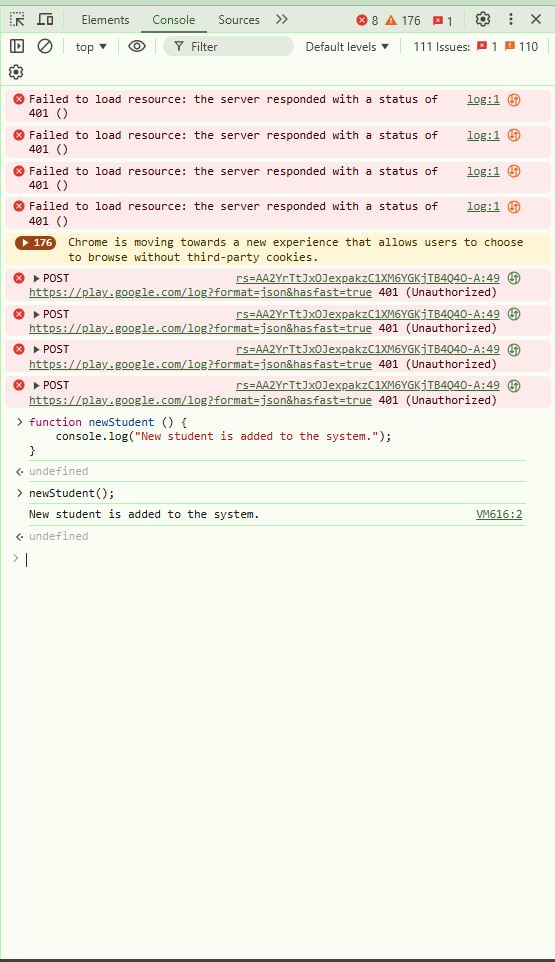 Elements Console Sources 8 176 1
top Filter Default levels 111 Issues: 1 110
Failed to load resource: the server responded with a status of log:1
401 ()
Failed to load resource: the server responded with a status of log:1
401 ()
Failed to load resource: the server responded with a status of log:1
401 ()
Failed to load resource: the server responded with a status of log:1
401 ()
176 Chrome is moving towards a new experience that allows users to choose
to browse without third-party cookies.
POST rs=AA2YrTtJxOJexpakzC1XM6YGKjTB4Q4O-A:49
https://play.google.com/log?format=json&hasfast=true 401 (Unauthorized)
POST rs=AA2YrTtJxOJexpakzC1XM6YGKjTB4Q4O-A:49
https://play.google.com/log?format=json&hasfast=true 401 (Unauthorized)
POST rs=AA2YrTtJxOJexpakzC1XM6YGKjTB4Q4O-A:49
https://play.google.com/log?format=json&hasfast=true 401 (Unauthorized)
POST rs=AA2YrTtJxOJexpakzC1XM6YGKjTB4Q4O-A:49
https://play.google.com/log?format=json&hasfast=true 401 (Unauthorized)
> function newStudent () {
console.log("New student is added to the system.");
}
undefined
> newStudent();
New student is added to the system. VM616:2
undefined
>